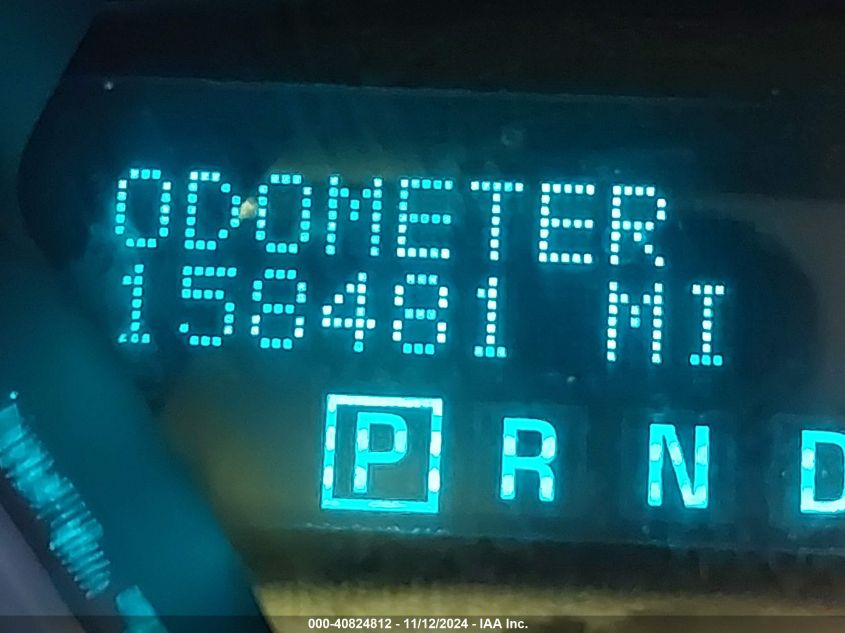 ODOMETER
158481 MI
P R N D
000-40824812 - 11/12/2024 - IAA Inc.